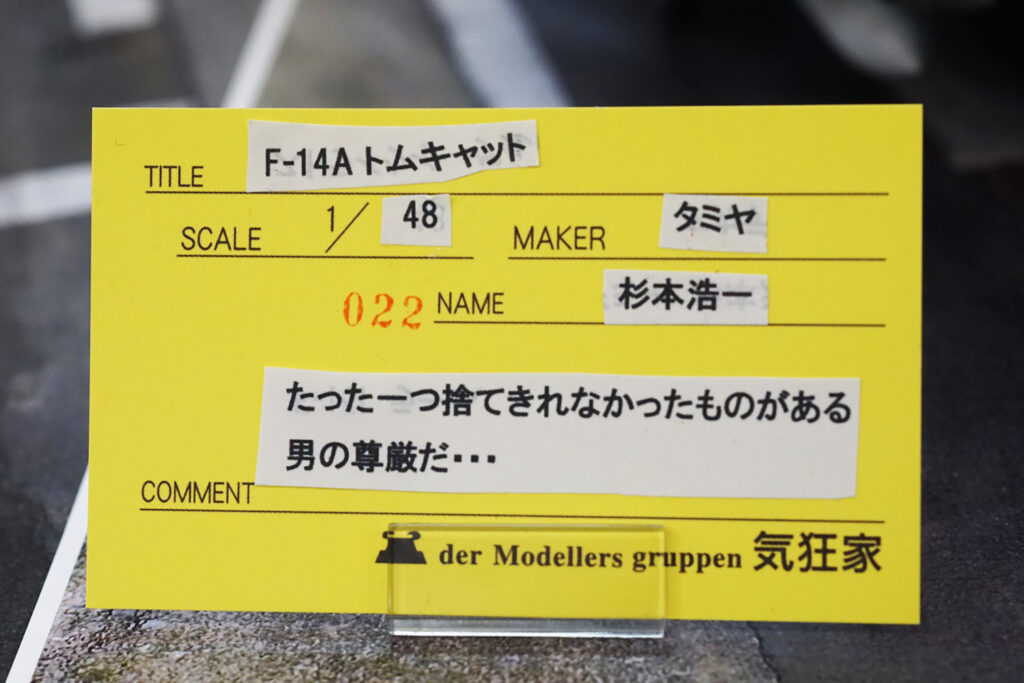 TITLE F-14A トムキャット
SCALE 1/ 48 MAKER タミヤ
022 NAME 杉本浩一
たった一つ捨てきれなかったものがある
男の尊厳だ・・・
COMMENT
der Modellers gruppen 気狂家